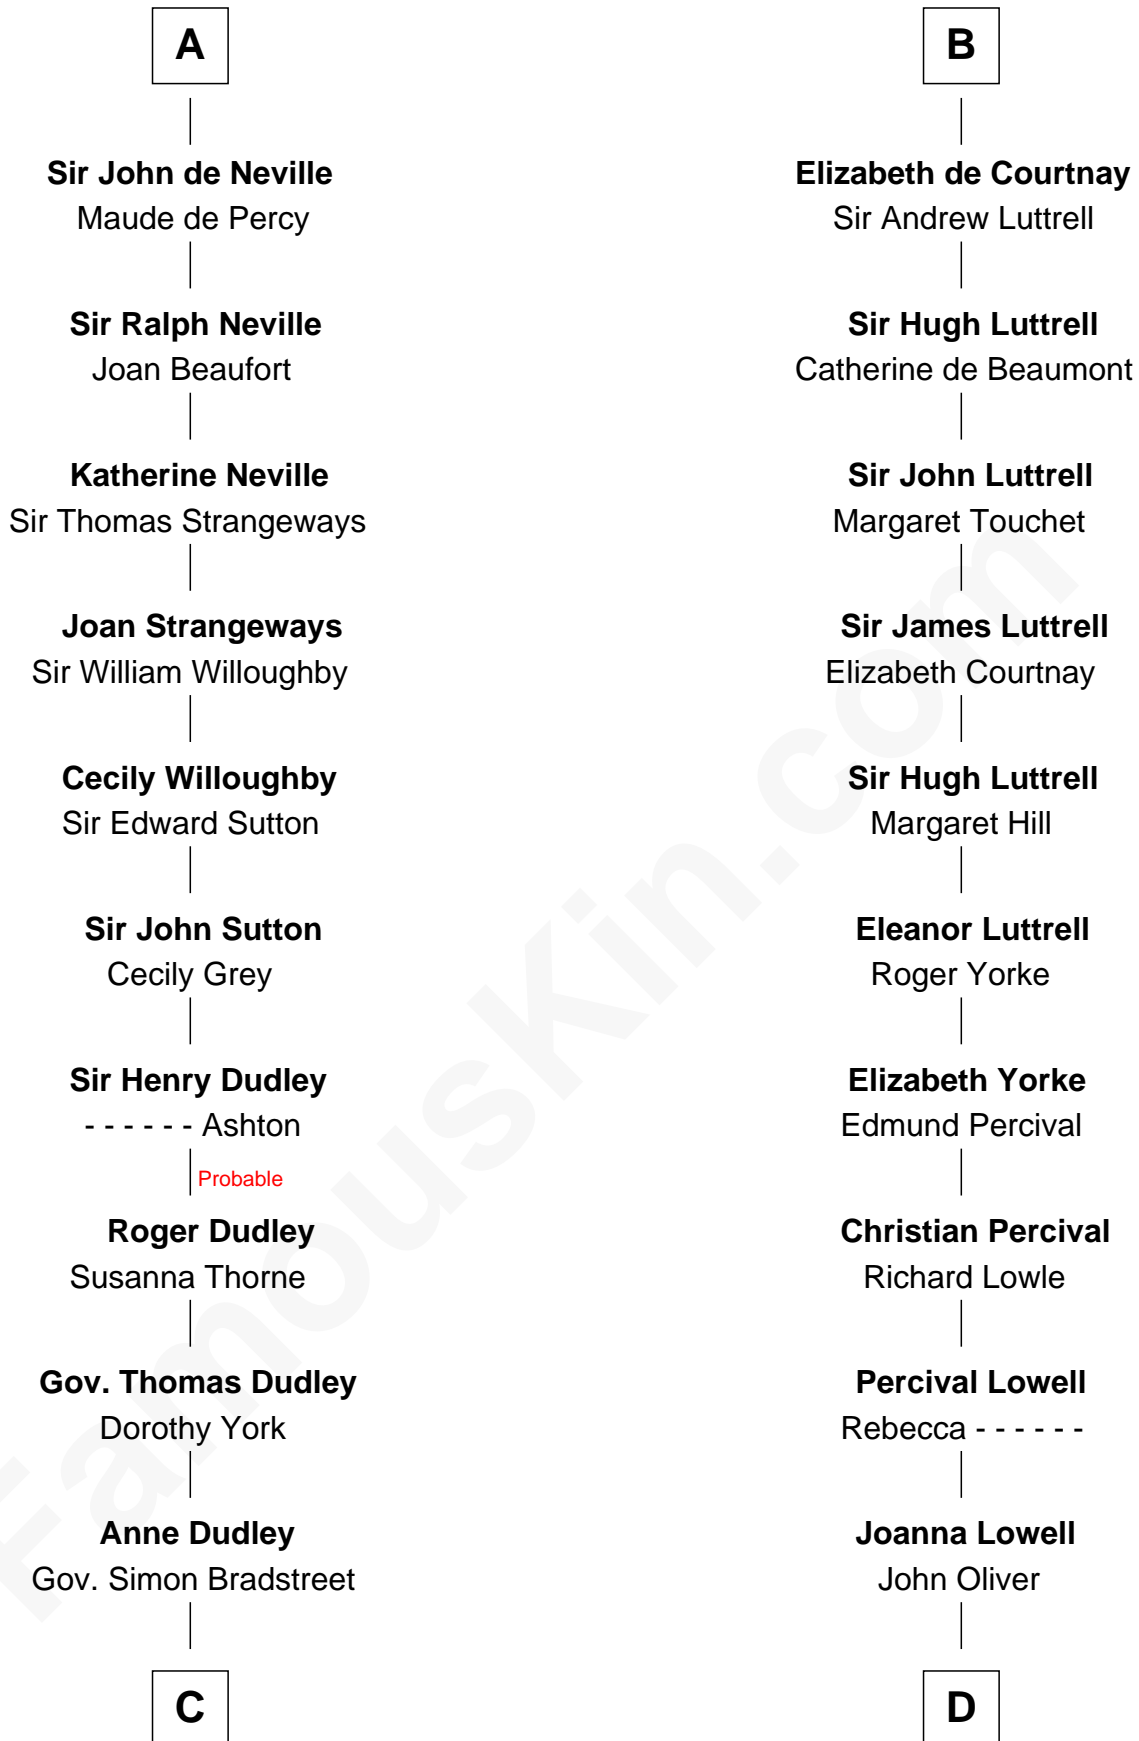 A
Sir John de Neville
Maude de Percy
Sir Ralph Neville
Joan Beaufort
Katherine Neville
Sir Thomas Strangeways
Joan Strangeways
Sir William Willoughby
Cecily Willoughby
Sir Edward Sutton
Sir John Sutton
Cecily Grey
Sir Henry Dudley
- - - - - - Ashton
Probable
Roger Dudley
Susanna Thorne
Gov. Thomas Dudley
Dorothy York
Anne Dudley
Gov. Simon Bradstreet
C
B
Elizabeth de Courtnay
Sir Andrew Luttrell
Sir Hugh Luttrell
Catherine de Beaumont
Sir John Luttrell
Margaret Touchet
Sir James Luttrell
Elizabeth Courtnay
Sir Hugh Luttrell
Margaret Hill
Eleanor Luttrell
Roger Yorke
Elizabeth Yorke
Edmund Percival
Christian Percival
Richard Lowle
Percival Lowell
Rebecca - - - - - -
Joanna Lowell
John Oliver
D
FamousKin.com